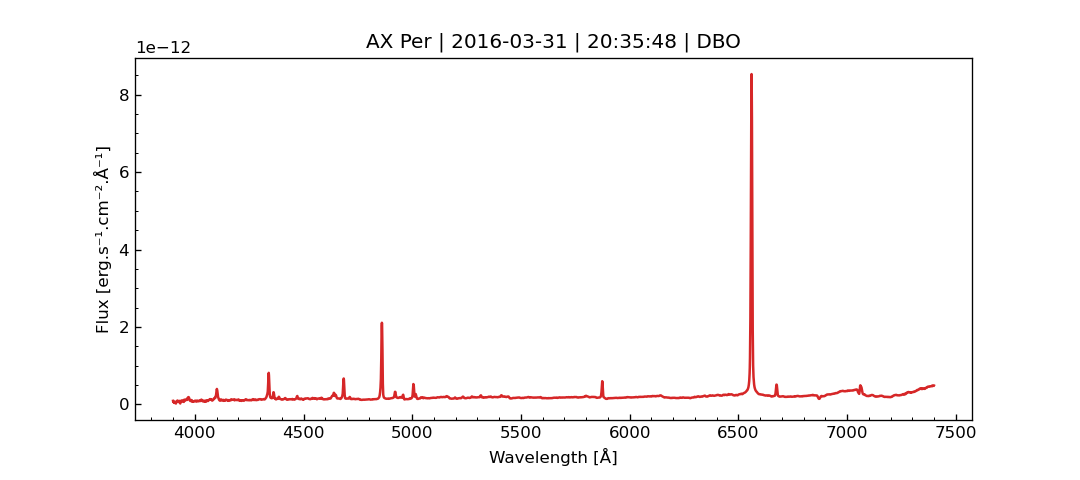 AX Per | 2016-03-31 | 20:35:48 | DBO
1e−12
8
6
4
2
0
Flux [erg.s⁻¹.cm⁻².Å⁻¹]
4000 4500 5000 5500 6000 6500 7000 7500
Wavelength [Å]